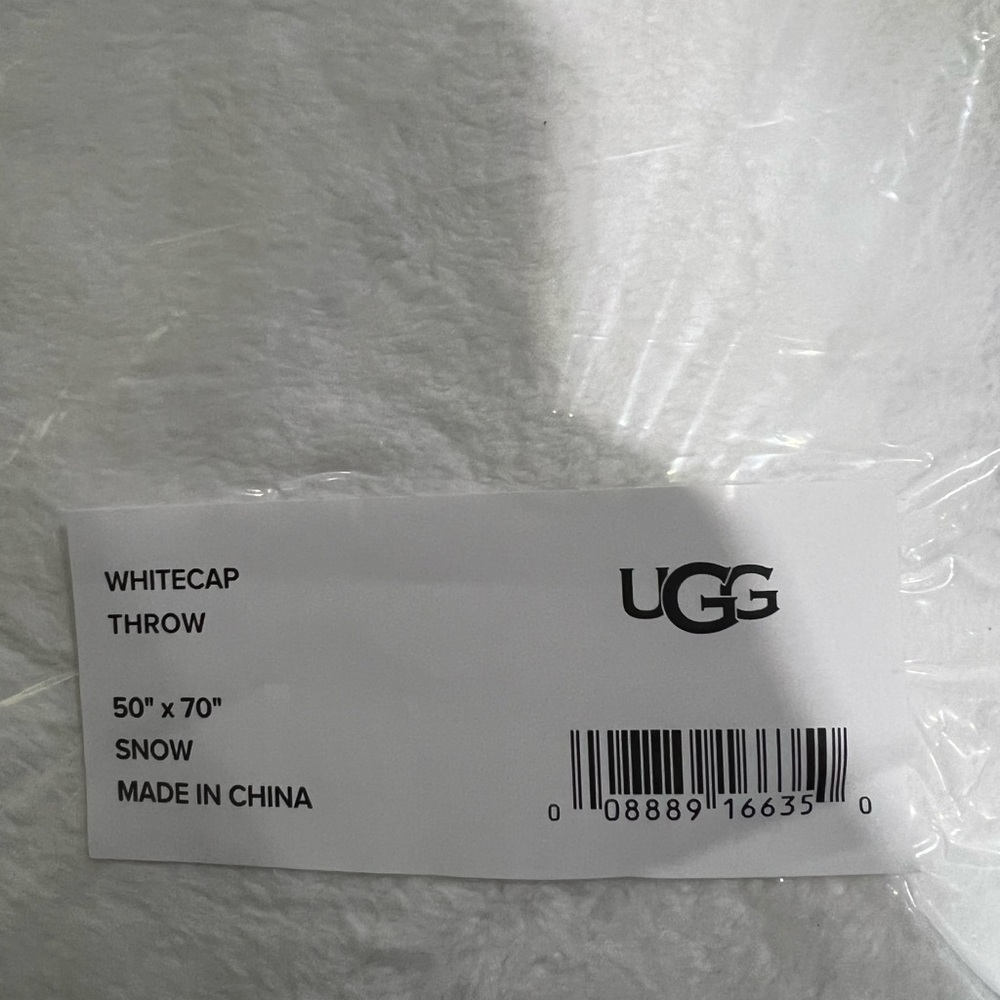 WHITECAP
THROW
UGG
50" x 70"
SNOW
MADE IN CHINA
0 08889 16635 0